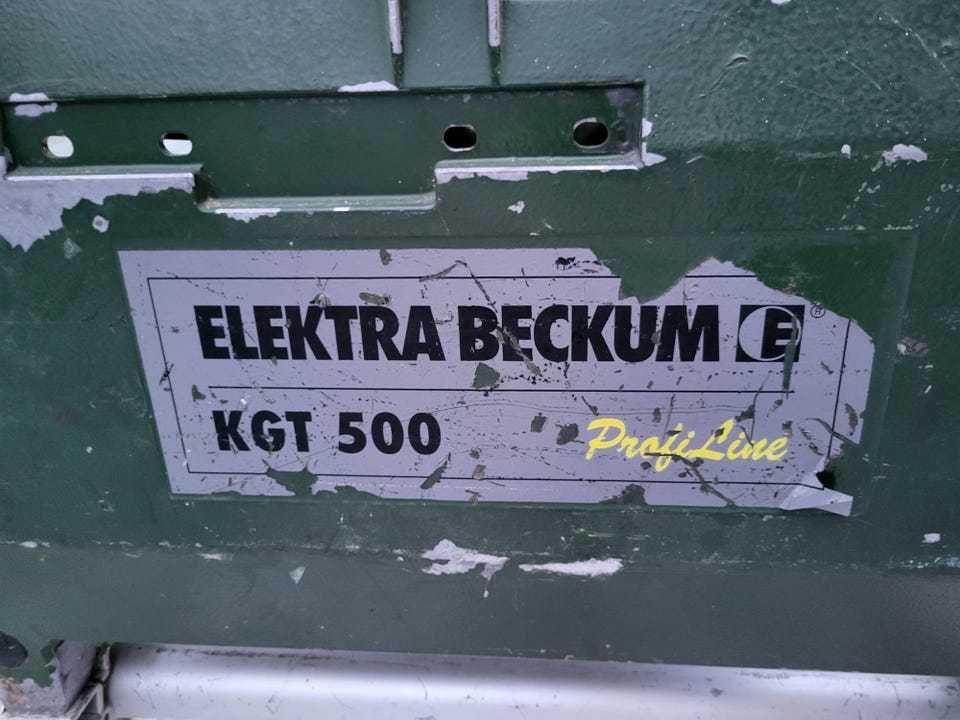 ELEKTRA BECKUM E ®
KGT 500 ProfiLine